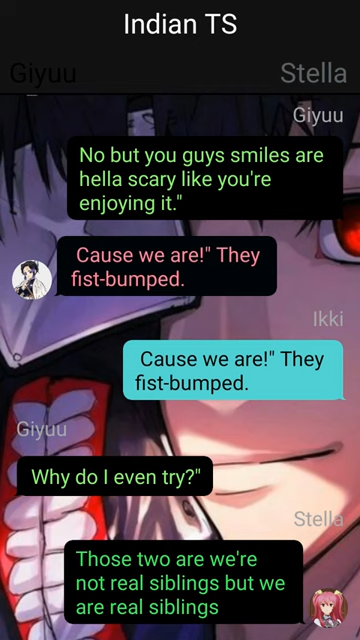 Indian TS
Giyuu
Stella
Giyuu
No but you guys smiles are
hella scary like you're
enjoying it."
Cause we are!" They
fist-bumped.
Ikki
Cause we are!" They
fist-bumped.
Giyuu
Why do I even try?"
Stella
Those two are we're
not real siblings but we
are real siblings